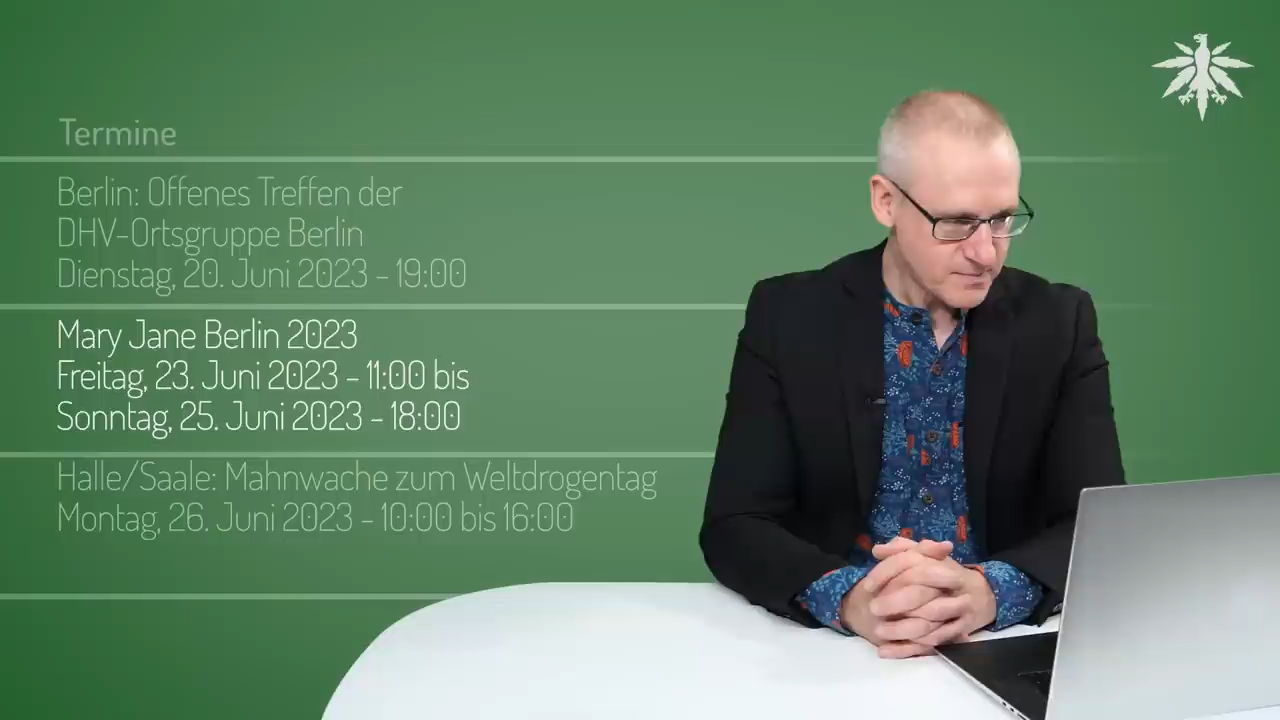 Termine
Berlin: Offenes Treffen der
DHV-Ortsgruppe Berlin
Dienstag, 20. Juni 2023 - 19:00
Mary Jane Berlin 2023
Freitag, 23. Juni 2023 - 11:00 bis
Sonntag, 25. Juni 2023 - 18:00
Halle/Saale: Mahnwache zum Weltdrogentag
Montag, 26. Juni 2023 - 10:00 bis 16:00